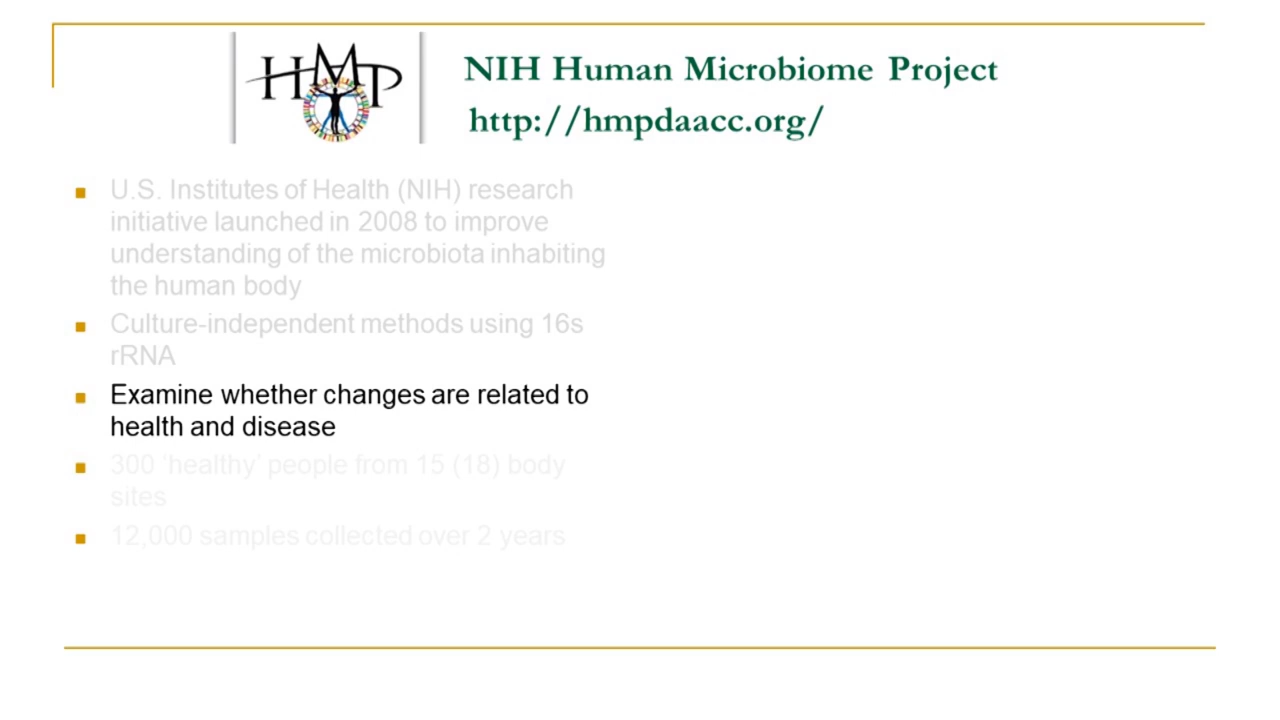 HMP
NIH Human Microbiome Project
http://hmpdaacc.org/
U.S. Institutes of Health (NIH) research
initiative launched in 2008 to improve
understanding of the microbiota inhabiting
the human body
Culture-independent methods using 16s
rRNA
Examine whether changes are related to
health and disease
300 'healthy' people from 15 (18) body
sites
12,000 samples collected over 2 years